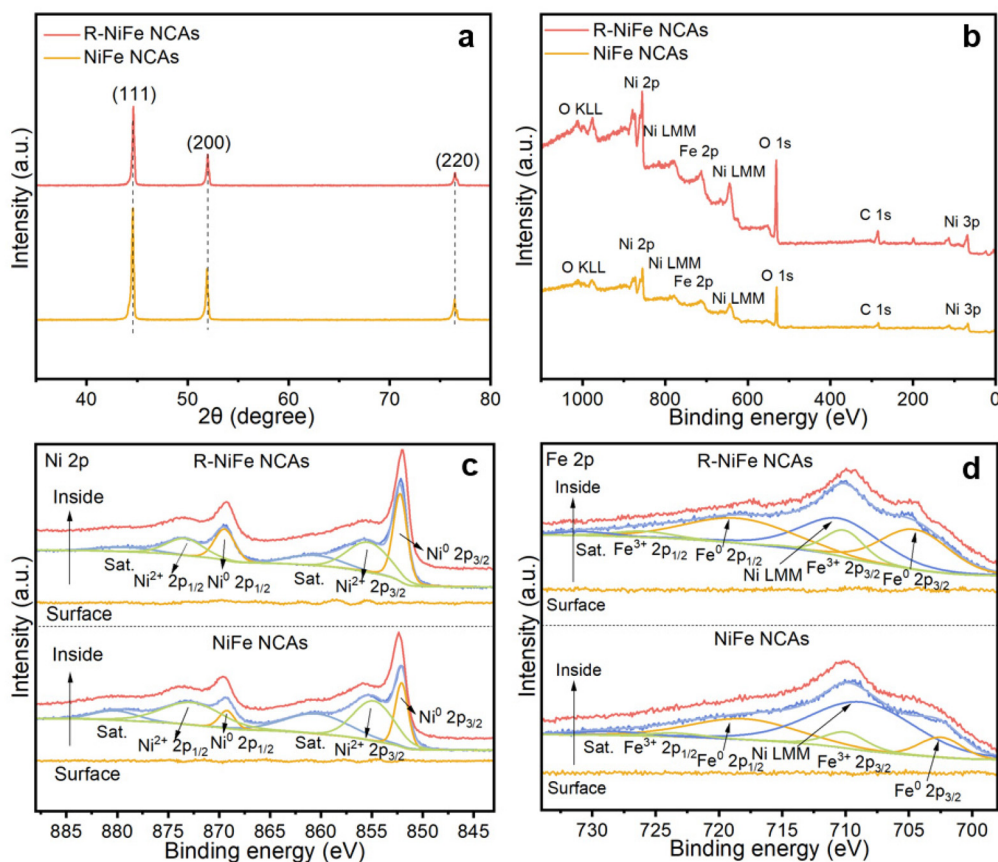 a
R-NiFe NCAs
NiFe NCAs
(111)
(200)
(220)
Intensity (a.u.)
40 50 60 70 80
2θ (degree)
b
R-NiFe NCAs
NiFe NCAs
O KLL
Ni 2p
Ni LMM
Fe 2p
Ni LMM
O 1s
C 1s
Ni 3p
O KLL
Ni 2p
Ni LMM
Fe 2p
Ni LMM
O 1s
C 1s
Ni 3p
Intensity (a.u.)
1000 800 600 400 200 0
Binding energy (eV)
c
Ni 2p
R-NiFe NCAs
Inside
Sat.
Ni²⁺ 2p₁/₂
Ni⁰ 2p₁/₂
Sat.
Ni²⁺ 2p₃/₂
Ni⁰ 2p₃/₂
Surface
NiFe NCAs
Inside
Sat.
Ni²⁺ 2p₁/₂
Ni⁰ 2p₁/₂
Sat.
Ni²⁺ 2p₃/₂
Ni⁰ 2p₃/₂
Surface
Intensity (a.u.)
885 880 875 870 865 860 855 850 845
Binding energy (eV)
d
Fe 2p
R-NiFe NCAs
Inside
Sat.
Fe³⁺ 2p₁/₂
Fe⁰ 2p₁/₂
Ni LMM
Fe³⁺ 2p₃/₂
Fe⁰ 2p₃/₂
Surface
NiFe NCAs
Inside
Sat.
Fe³⁺ 2p₁/₂
Fe⁰ 2p₁/₂
Ni LMM
Fe³⁺ 2p₃/₂
Fe⁰ 2p₃/₂
Surface
Intensity (a.u.)
730 725 720 715 710 705 700
Binding energy (eV)